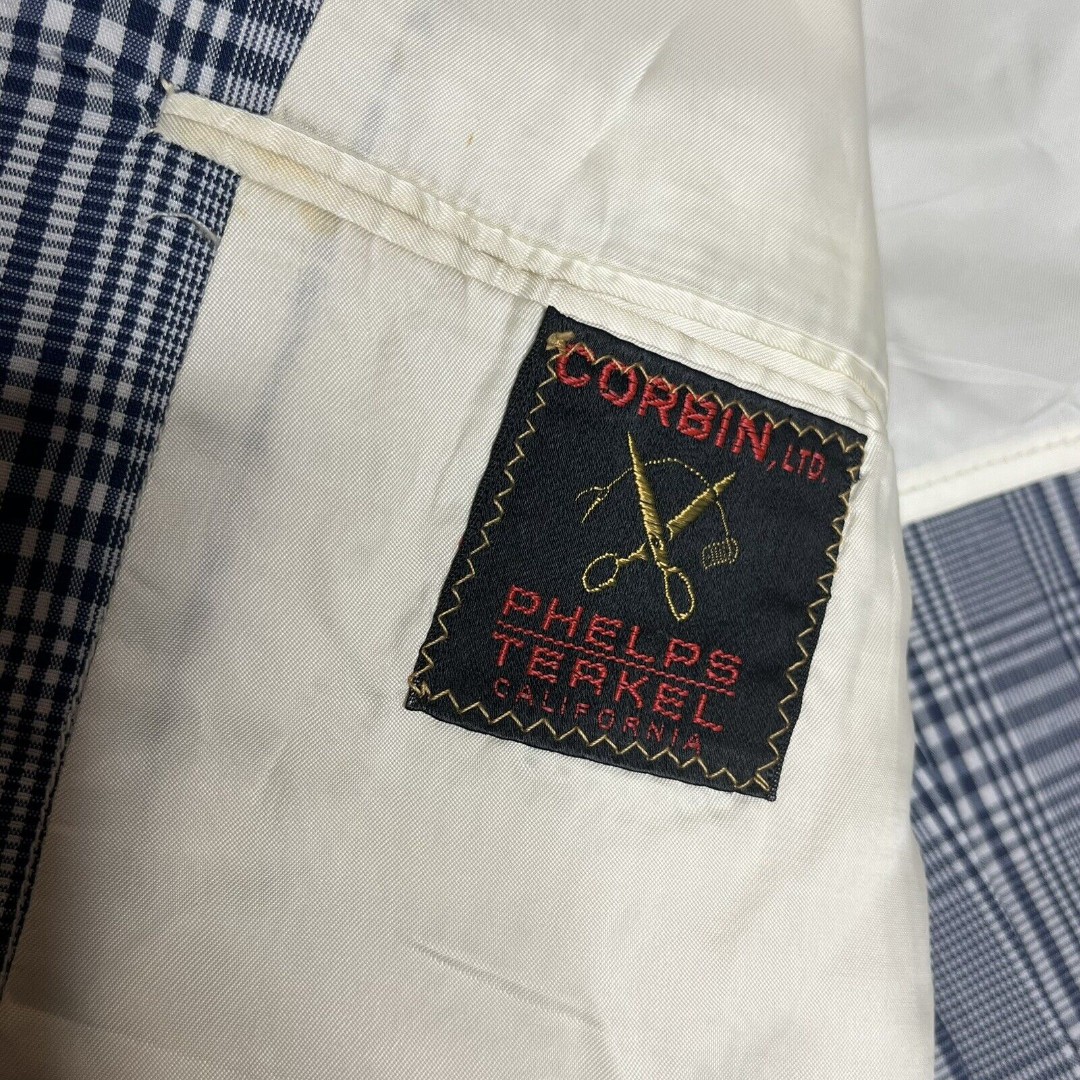 CORBIN, LTD.
PHELPS
TERKEL
CALIFORNIA